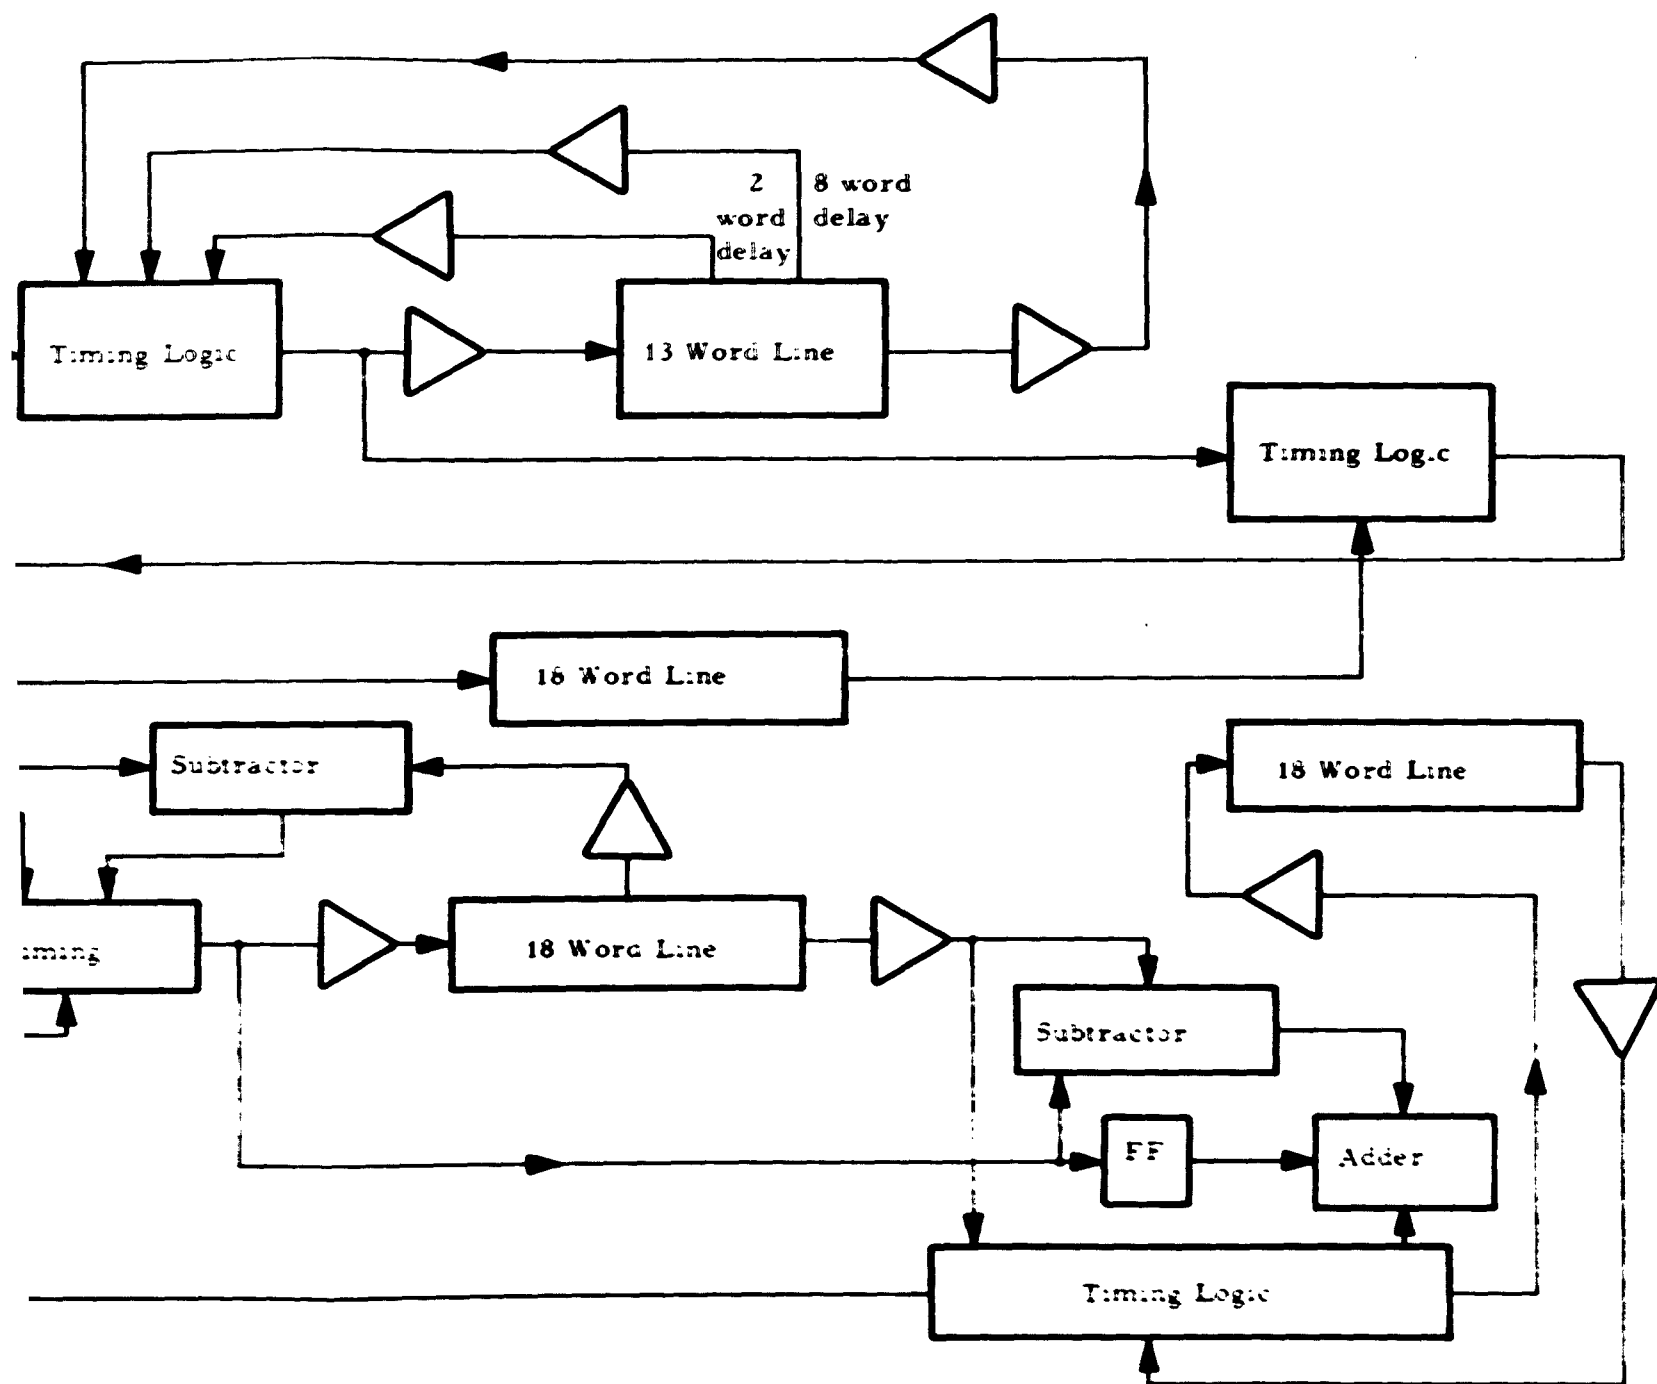 2
word
delay
8 word
delay
Timing Logic
13 Word Line
Timing Logic
18 Word Line
Subtractor
18 Word Line
iming
18 Word Line
Subtractor
FF
Adder
Timing Logic